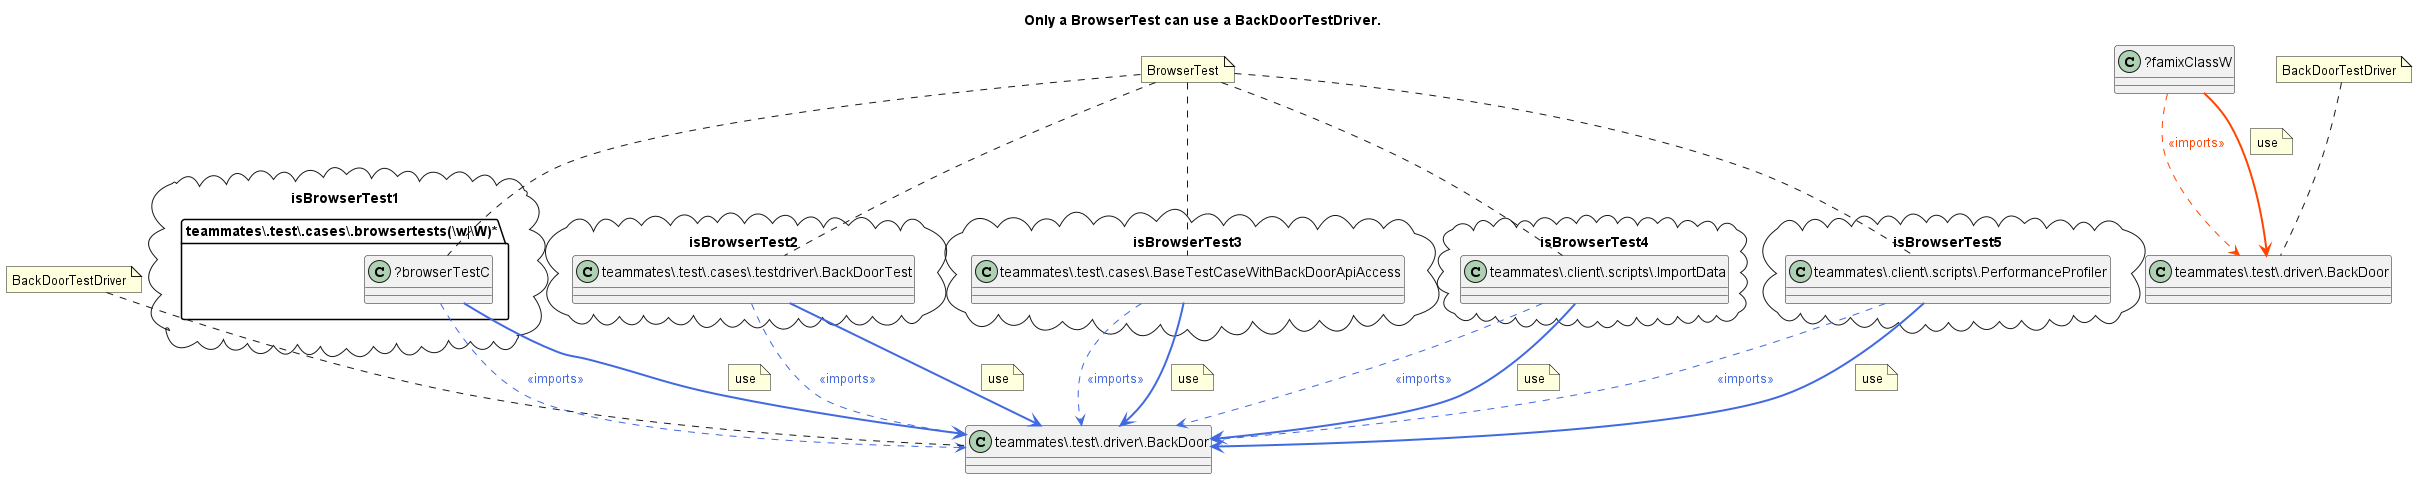 Only a BrowserTest can use a BackDoorTestDriver.
BrowserTest
C ?famixClassW
BackDoorTestDriver
«imports»
use
isBrowserTest1
teammates\.test\.cases\.browsertests(\w|\W)*
C ?browserTestC
BackDoorTestDriver
isBrowserTest2
C teammates\.test\.cases\.testdriver\.BackDoorTest
isBrowserTest3
C teammates\.test\.cases\.BaseTestCaseWithBackDoorApiAccess
isBrowserTest4
C teammates\.client\.scripts\.ImportData
isBrowserTest5
C teammates\.client\.scripts\.PerformanceProfiler
C teammates\.test\.driver\.BackDoor
«imports»
use
«imports»
use
«imports»
use
«imports»
use
«imports»
use
C teammates\.test\.driver\.BackDoor